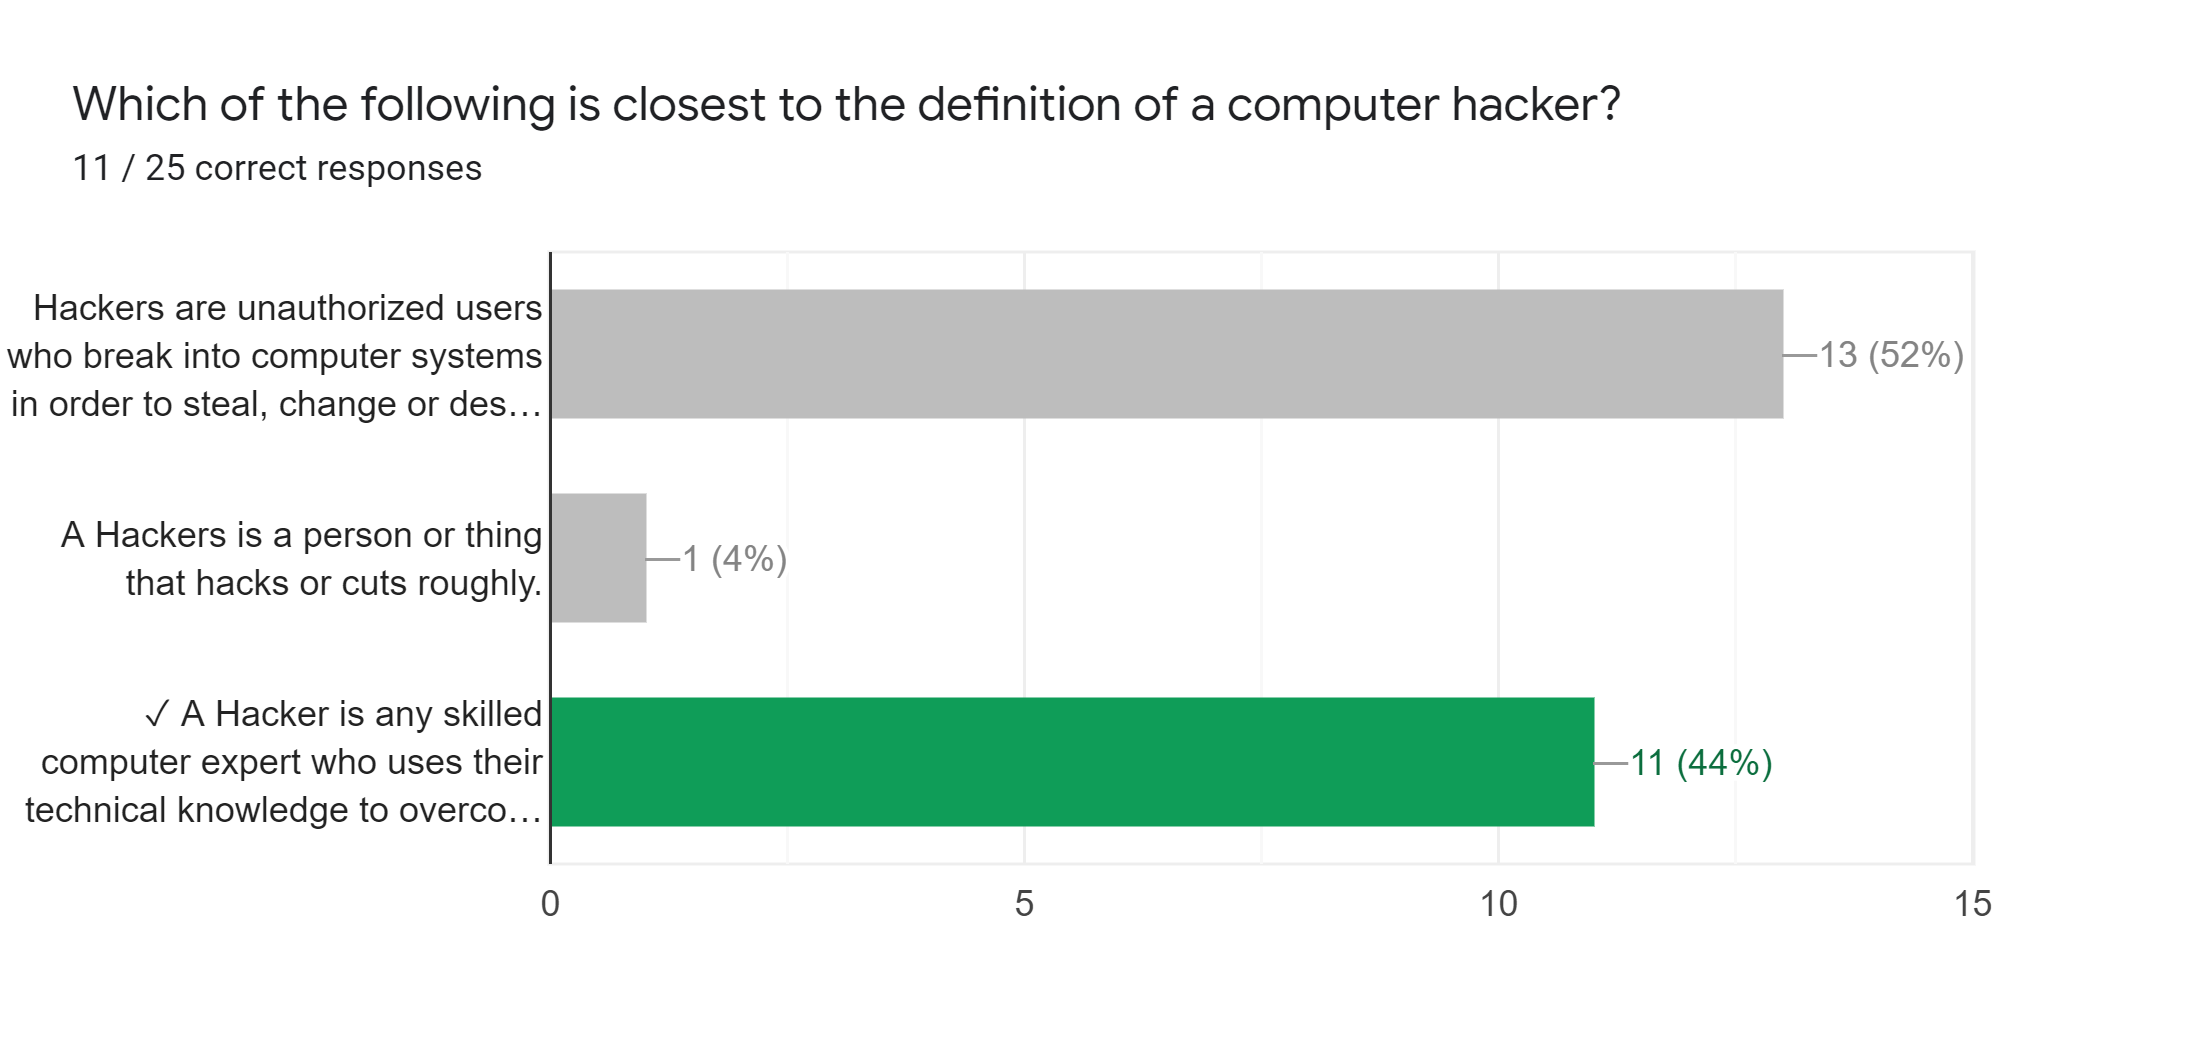 Which of the following is closest to the definition of a computer hacker?
11 / 25 correct responses
Hackers are unauthorized users
who break into computer systems
in order to steal, change or des…
13 (52%)
A Hackers is a person or thing
that hacks or cuts roughly.
1 (4%)
✓ A Hacker is any skilled
computer expert who uses their
technical knowledge to overco…
11 (44%)
0 5 10 15